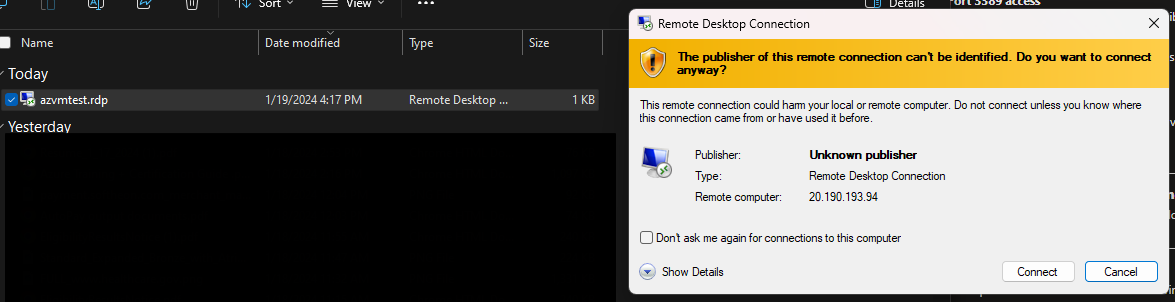 Sort
View
Details
ort 3389 access
Name
Date modified
Type
Size
Today
azvmtest.rdp
1/19/2024 4:17 PM
Remote Desktop ...
1 KB
Yesterday
Remote Desktop Connection
The publisher of this remote connection can't be identified. Do you want to connect
anyway?
This remote connection could harm your local or remote computer. Do not connect unless you know where
this connection came from or have used it before.
Publisher:
Unknown publisher
Type:
Remote Desktop Connection
Remote computer:
20.190.193.94
Don't ask me again for connections to this computer
Show Details
Connect
Cancel